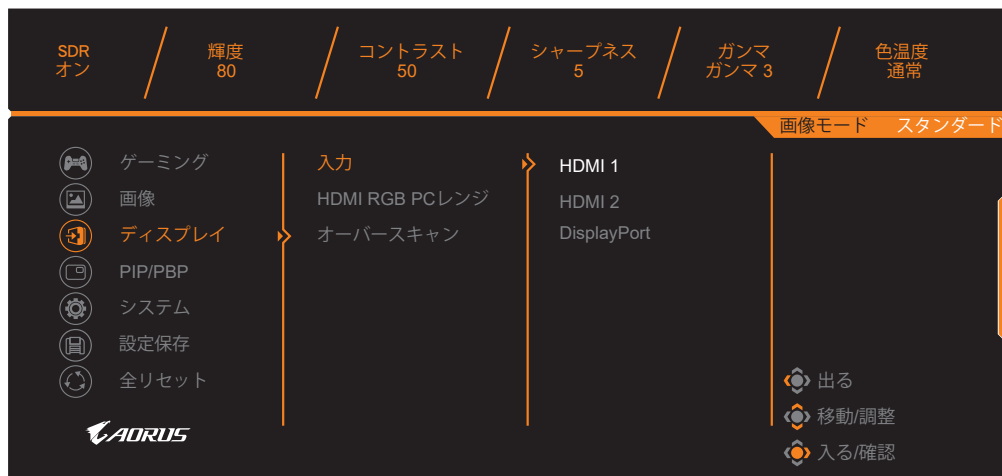 SDR
オン
輝度
80
コントラスト
50
シャープネス
5
ガンマ
ガンマ 3
色温度
通常
画像モード スタンダード
ゲーミング
画像
ディスプレイ
PIP/PBP
システム
設定保存
全リセット
入力
HDMI RGB PCレンジ
オーバースキャン
HDMI 1
HDMI 2
DisplayPort
出る
移動/調整
入る/確認
AORUS